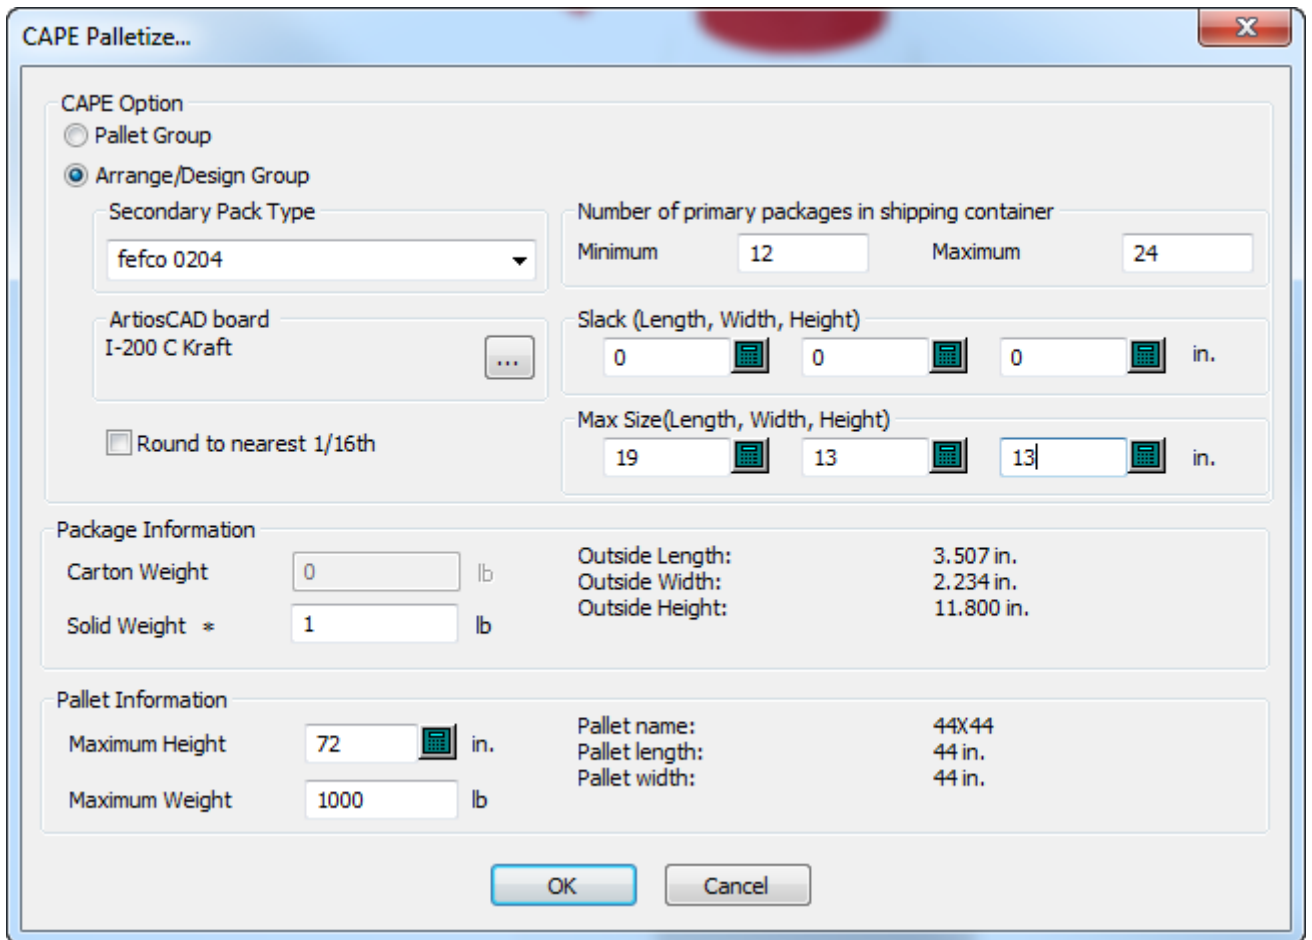 CAPE Palletize...
CAPE Option
Pallet Group
Arrange/Design Group
Secondary Pack Type
fefco 0204
Number of primary packages in shipping container
Minimum 12 Maximum 24
ArtiosCAD board
I-200 C Kraft
...
Slack (Length, Width, Height)
0 0 0 in.
Round to nearest 1/16th
Max Size(Length, Width, Height)
19 13 13 in.
Package Information
Carton Weight 0 lb
Solid Weight * 1 lb
Outside Length: 3.507 in.
Outside Width: 2.234 in.
Outside Height: 11.800 in.
Pallet Information
Maximum Height 72 in.
Maximum Weight 1000 lb
Pallet name: 44X44
Pallet length: 44 in.
Pallet width: 44 in.
OK Cancel